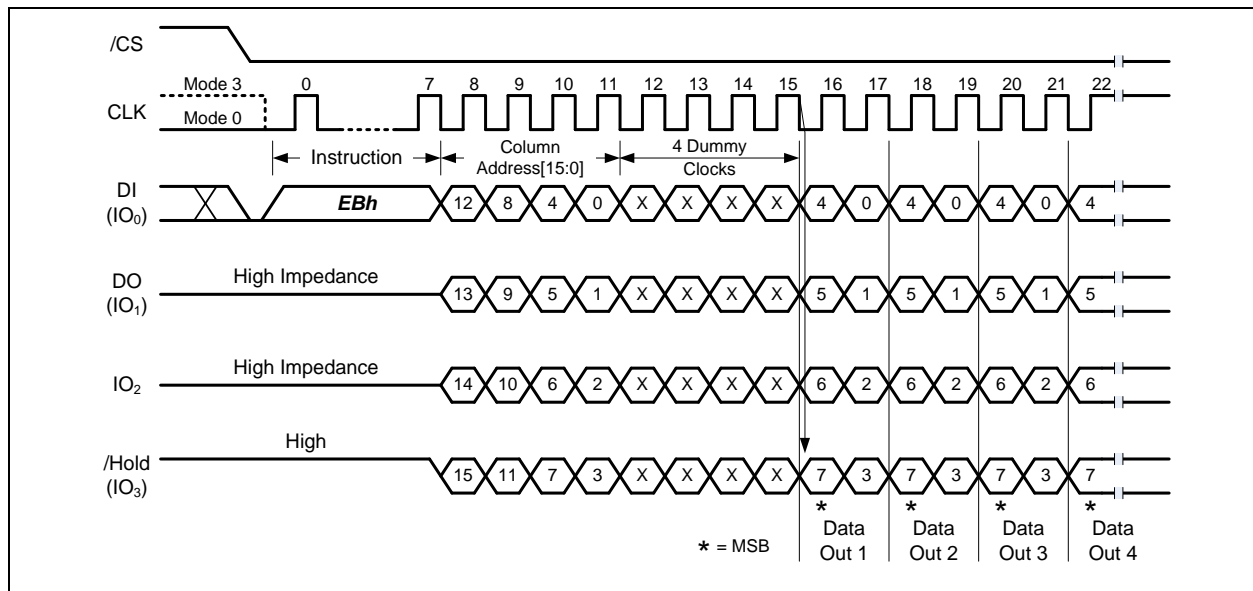 /CS
Mode 3 0 7 8 9 10 11 12 13 14 15 16 17 18 19 20 21 22
CLK
Mode 0
Instruction Column Address[15:0] 4 Dummy Clocks
DI
(IO₀)
EBh 12 8 4 0 X X X X 4 0 4 0 4 0 4
DO
(IO₁)
High Impedance 13 9 5 1 X X X X 5 1 5 1 5 1 5
IO₂
High Impedance 14 10 6 2 X X X X 6 2 6 2 6 2 6
/Hold
(IO₃)
High 15 11 7 3 X X X X 7 3 7 3 7 3 7
* * * *
* = MSB
Data Out 1
Data Out 2
Data Out 3
Data Out 4